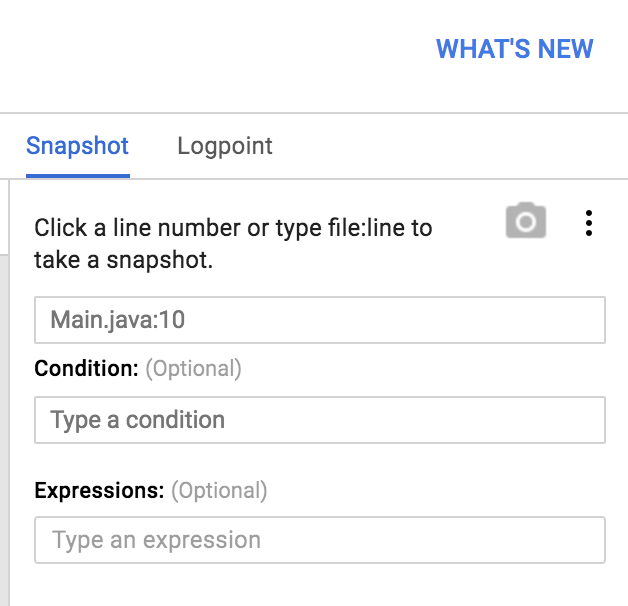 WHAT'S NEW
Snapshot Logpoint
Click a line number or type file:line to
take a snapshot.
Main.java:10
Condition: (Optional)
Type a condition
Expressions: (Optional)
Type an expression